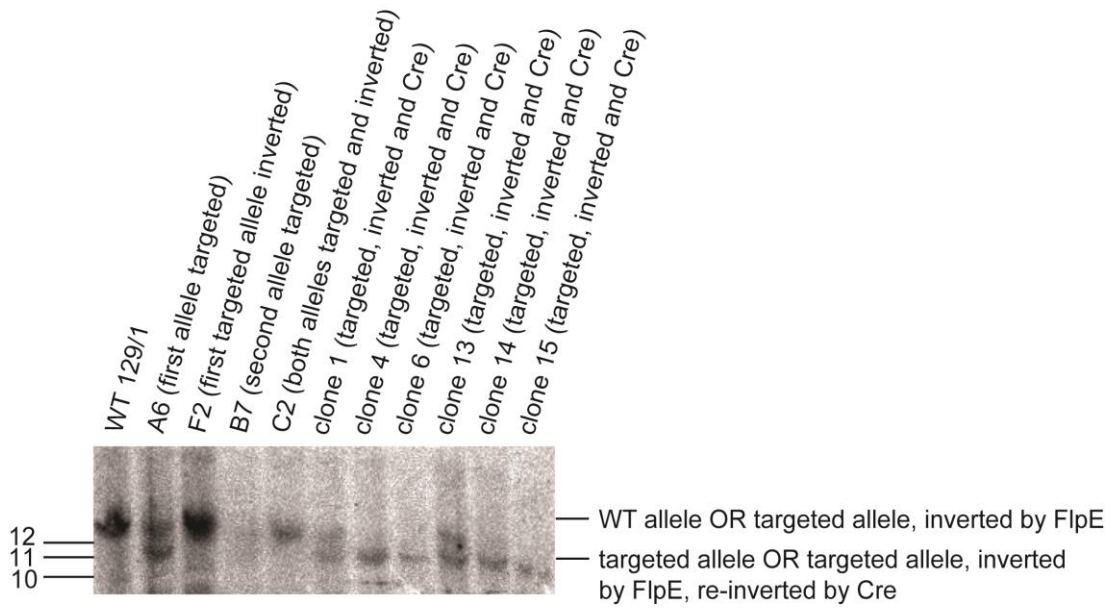 WT 129/1
A6 (first allele targeted)
F2 (first targeted allele inverted)
B7 (second allele targeted)
C2 (both alleles targeted and inverted)
clone 1 (targeted, inverted and Cre)
clone 4 (targeted, inverted and Cre)
clone 6 (targeted, inverted and Cre)
clone 13 (targeted, inverted and Cre)
clone 14 (targeted, inverted and Cre)
clone 15 (targeted, inverted and Cre)
12
11
10
WT allele OR targeted allele, inverted by FlpE
targeted allele OR targeted allele, inverted
by FlpE, re-inverted by Cre